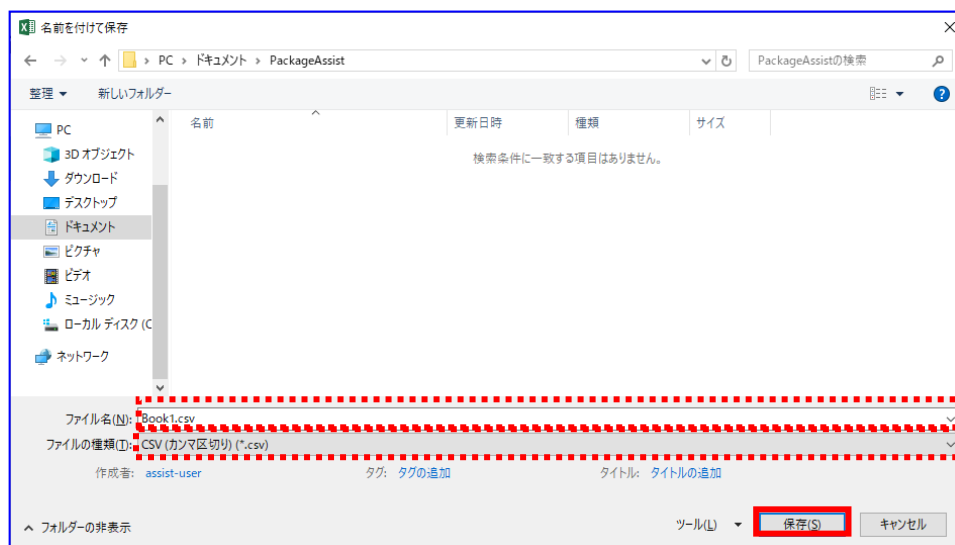 名前を付けて保存
PC › ドキュメント › PackageAssist
PackageAssistの検索
整理 新しいフォルダー
名前 更新日時 種類 サイズ
検索条件に一致する項目はありません。
PC
3D オブジェクト
ダウンロード
デスクトップ
ドキュメント
ピクチャ
ビデオ
ミュージック
ローカル ディスク (C
ネットワーク
ファイル名(N): Book1.csv
ファイルの種類(T): CSV (カンマ区切り) (*.csv)
作成者: assist-user タグ: タグの追加 タイトル: タイトルの追加
フォルダーの非表示 ツール(L) 保存(S) キャンセル